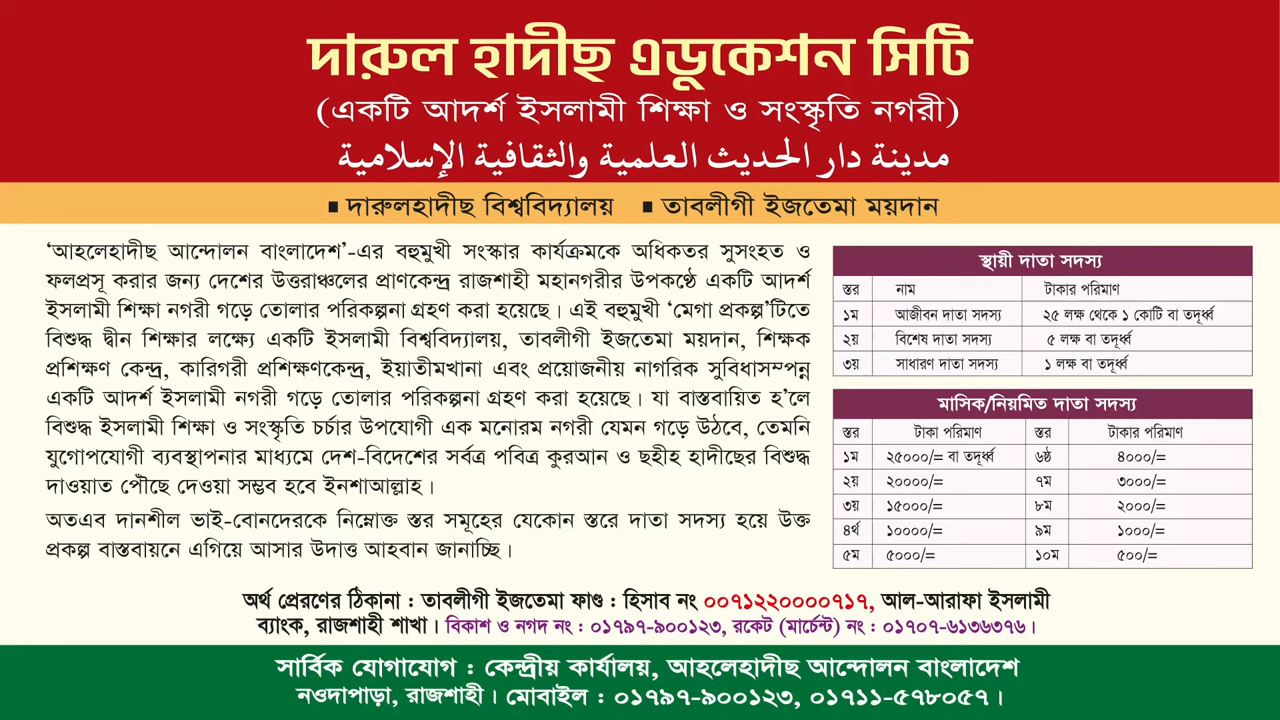 দারুল হাদীছ এডুকেশন সিটি
(একটি আদর্শ ইসলামী শিক্ষা ও সংস্কৃতি নগরী)
مدينة دار الحديث العلمية والثقافية الإسلامية
▪ দারুলহাদীছ বিশ্ববিদ্যালয় ▪ তাবলীগী ইজতেমা ময়দান
‘আহলেহাদীছ আন্দোলন বাংলাদেশ’-এর বহুমুখী সংস্কার কার্যক্রমকে অধিকতর সুসংহত ও
ফলপ্রসূ করার জন্য দেশের উত্তরাঞ্চলের প্রাণকেন্দ্র রাজশাহী মহানগরীর উপকণ্ঠে একটি আদর্শ
ইসলামী শিক্ষা নগরী গড়ে তোলার পরিকল্পনা গ্রহণ করা হয়েছে। এই বহুমুখী ‘মেগা প্রকল্প’টিতে
বিশুদ্ধ দ্বীন শিক্ষার লক্ষ্যে একটি ইসলামী বিশ্ববিদ্যালয়, তাবলীগী ইজতেমা ময়দান, শিক্ষক
প্রশিক্ষণ কেন্দ্র, কারিগরী প্রশিক্ষণকেন্দ্র, ইয়াতীমখানা এবং প্রয়োজনীয় নাগরিক সুবিধাসম্পন্ন
একটি আদর্শ ইসলামী নগরী গড়ে তোলার পরিকল্পনা গ্রহণ করা হয়েছে। যা বাস্তবায়িত হ’লে
বিশুদ্ধ ইসলামী শিক্ষা ও সংস্কৃতি চর্চার উপযোগী এক মনোরম নগরী যেমন গড়ে উঠবে, তেমনি
যুগোপযোগী ব্যবস্থাপনার মাধ্যমে দেশ-বিদেশের সর্বত্র পবিত্র কুরআন ও ছহীহ হাদীছের বিশুদ্ধ
দাওয়াত পৌঁছে দেওয়া সম্ভব হবে ইনশাআল্লাহ।
অতএব দানশীল ভাই-বোনদেরকে নিম্নোক্ত স্তর সমূহের যেকোন স্তরে দাতা সদস্য হয়ে উক্ত
প্রকল্প বাস্তবায়নে এগিয়ে আসার উদাত্ত আহবান জানাচ্ছি।
স্থায়ী দাতা সদস্য
স্তর নাম টাকার পরিমাণ
১ম আজীবন দাতা সদস্য ২৫ লক্ষ থেকে ১ কোটি বা তদূর্ধ্ব
২য় বিশেষ দাতা সদস্য ৫ লক্ষ বা তদূর্ধ্ব
৩য় সাধারণ দাতা সদস্য ১ লক্ষ বা তদূর্ধ্ব
মাসিক/নিয়মিত দাতা সদস্য
স্তর টাকা পরিমাণ স্তর টাকার পরিমাণ
১ম ২৫০০০/= বা তদূর্ধ্ব ৬ষ্ঠ ৪০০০/=
২য় ২০০০০/= ৭ম ৩০০০/=
৩য় ১৫০০০/= ৮ম ২০০০/=
৪র্থ ১০০০০/= ৯ম ১০০০/=
৫ম ৫০০০/= ১০ম ৫০০/=
অর্থ প্রেরণের ঠিকানা : তাবলীগী ইজতেমা ফাণ্ড : হিসাব নং ০০৭১২২০০০০৭১৭, আল-আরাফা ইসলামী
ব্যাংক, রাজশাহী শাখা। বিকাশ ও নগদ নং : ০১৭৯৭-৯০০১২৩, রকেট (মার্চেন্ট) নং : ০১৭০৭-৬১৩৬৩৭৬।
সার্বিক যোগাযোগ : কেন্দ্রীয় কার্যালয়, আহলেহাদীছ আন্দোলন বাংলাদেশ
নওদাপাড়া, রাজশাহী। মোবাইল : ০১৭৯৭-৯০০১২৩, ০১৭১১-৫৭৮০৫৭।